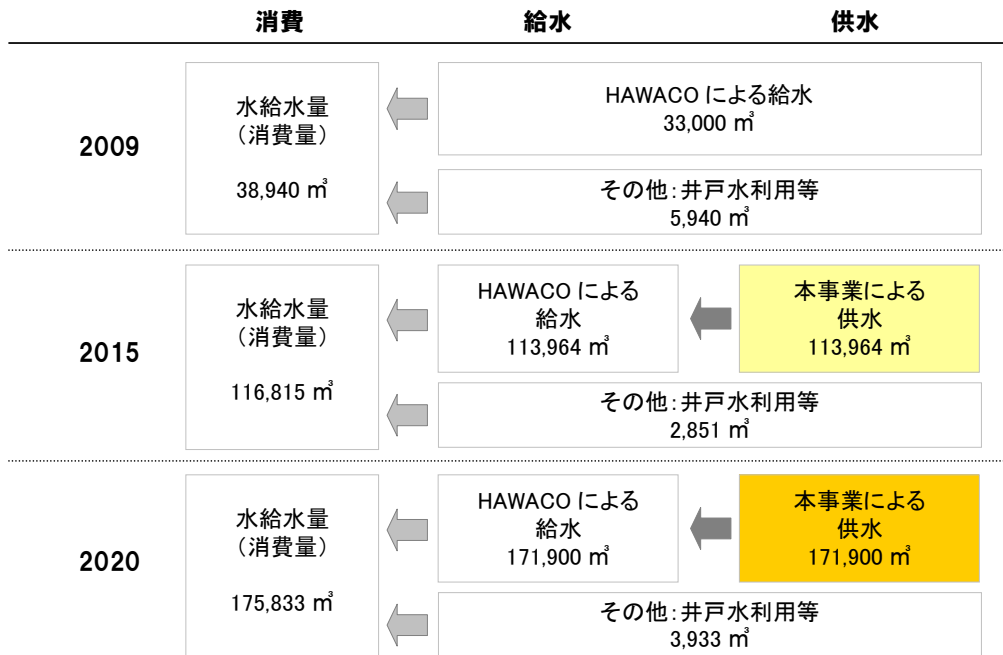 消費 給水 供水
2009
水給水量
（消費量）
38,940 ㎥
HAWACO による給水
33,000 ㎥
その他：井戸水利用等
5,940 ㎥
2015
水給水量
（消費量）
116,815 ㎥
HAWACO による
給水
113,964 ㎥
本事業による
供水
113,964 ㎥
その他：井戸水利用等
2,851 ㎥
2020
水給水量
（消費量）
175,833 ㎥
HAWACO による
給水
171,900 ㎥
本事業による
供水
171,900 ㎥
その他：井戸水利用等
3,933 ㎥